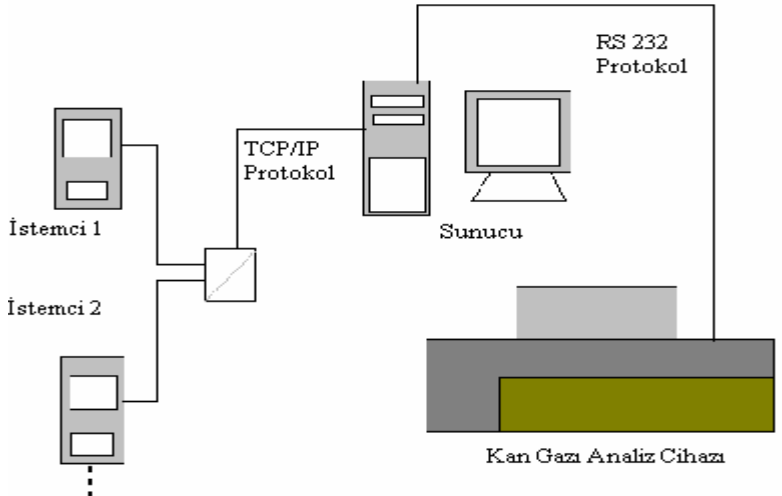 RS 232
Protokol
TCP/IP
Protokol
İstemci 1
Sunucu
İstemci 2
Kan Gazı Analiz Cihazı